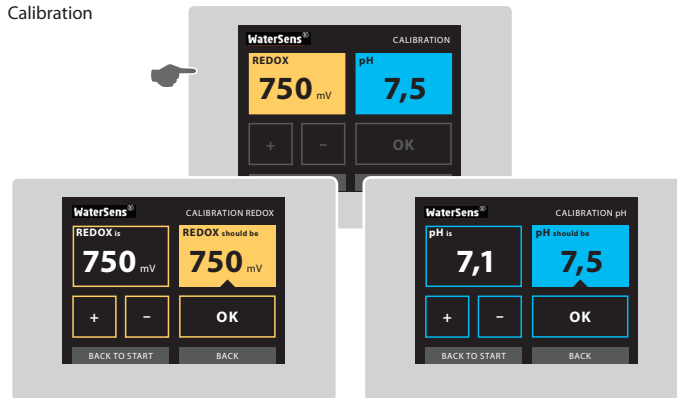 Calibration
WaterSens® CALIBRATION
REDOX pH
750 mV 7,5
+ - OK
WaterSens® CALIBRATION REDOX
REDOX is REDOX should be
750 mV 750 mV
+ - OK
BACK TO START BACK
WaterSens® CALIBRATION pH
pH is pH should be
7,1 7,5
+ - OK
BACK TO START BACK